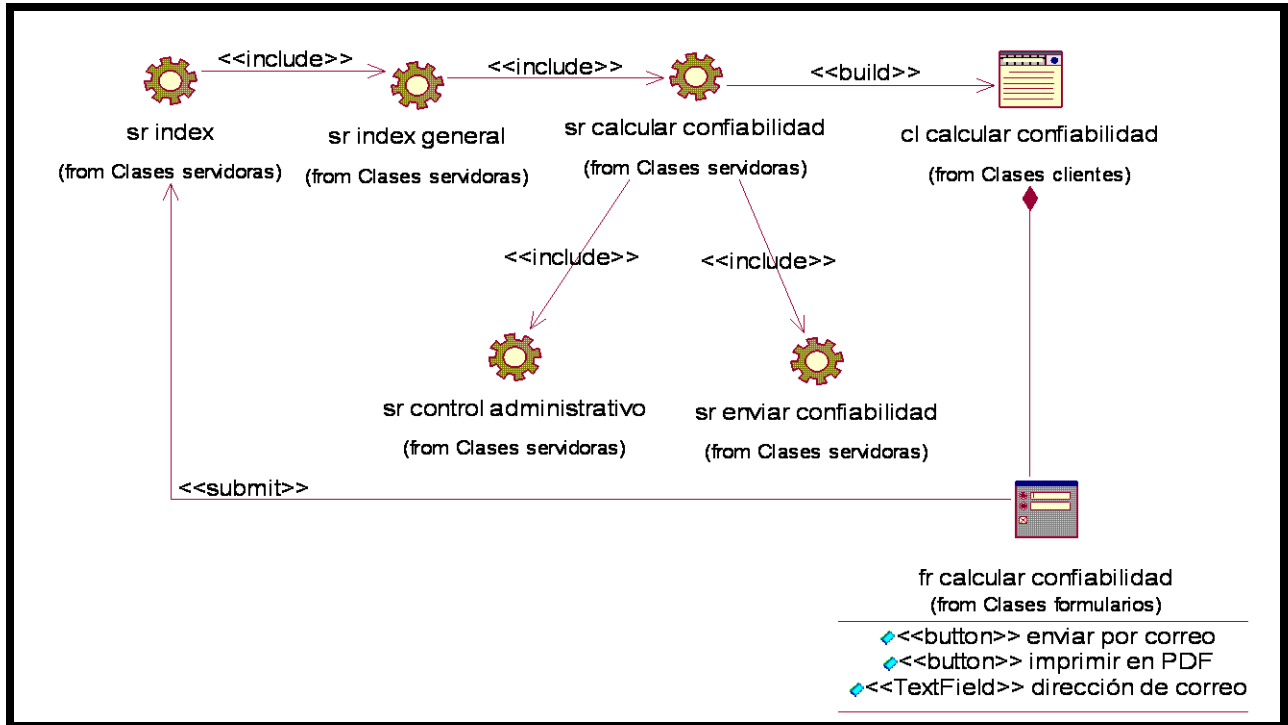 <<include>>
<<include>>
<<build>>
sr index
(from Clases servidoras)
sr index general
(from Clases servidoras)
sr calcular confiabilidad
(from Clases servidoras)
cl calcular confiabilidad
(from Clases clientes)
<<include>>
<<include>>
sr control administrativo
(from Clases servidoras)
sr enviar confiabilidad
(from Clases servidoras)
<<submit>>
fr calcular confiabilidad
(from Clases formularios)
<<button>> enviar por correo
<<button>> imprimir en PDF
<<TextField>> dirección de correo